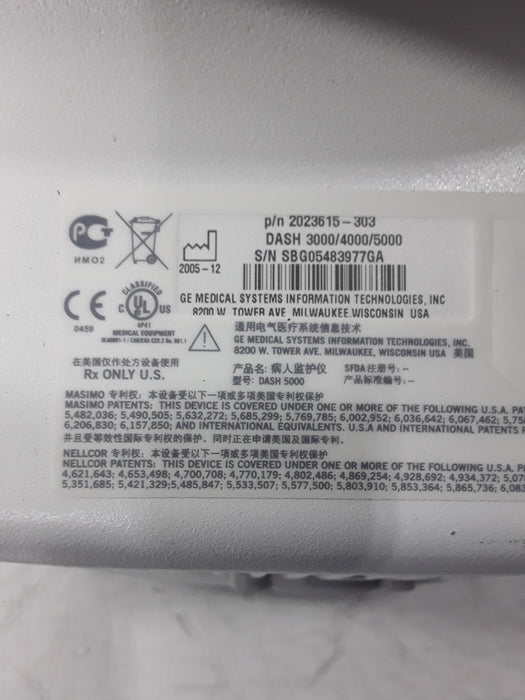 p/n 2023615-303
DASH 3000/4000/5000
S/N SBG05483977GA
PC
ИМО2
2005-12
GE MEDICAL SYSTEMS INFORMATION TECHNOLOGIES, INC
8200 W. TOWER AVE. MILWAUKEE, WISCONSIN USA
CE
0459
CLASSIFIED
C UL US
4P41
MEDICAL EQUIPMENT
通用电气医疗系统信息技术
GE MEDICAL SYSTEMS INFORMATION TECHNOLOGIES, INC.
8200 W. TOWER AVE. MILWAUKEE, WISCONSIN USA 美国
在美国仅作处方设备使用
Rx ONLY U.S.
产品名: 病人监护仪 SFDA 注册号: --
型号: DASH 5000 产品标准编号: --
MASIMO 专利权: 本设备受以下一项或多项美国专利权保护
MASIMO PATENTS: THIS DEVICE IS COVERED UNDER ONE OR MORE OF THE FOLLOWING U.S.A. PA
5,482,036; 5,490,505; 5,632,272; 5,685,299; 5,769,785; 6,002,952; 6,036,642; 6,067,462; 5,75
6,206,830; 6,157,850; AND INTERNATIONAL EQUIVALENTS. U.S.A AND INTERNATIONAL PATENTS
并且受等效性国际专利权的保护。同时正在申请美国及国际专利。
NELLCOR 专利权: 本设备受以下一项或多项美国专利权保护
NELLCOR PATENTS: THIS DEVICE IS COVERED UNDER ONE OR MORE OF THE FOLLOWING U.S.A. P
4,621,643; 4,653,498; 4,700,708; 4,770,179; 4,802,486; 4,869,254; 4,928,692; 4,934,372; 5,078
5,351,685; 5,421,329; 5,485,847; 5,533,507; 5,577,500; 5,803,910; 5,853,364; 5,865,736; 6,083